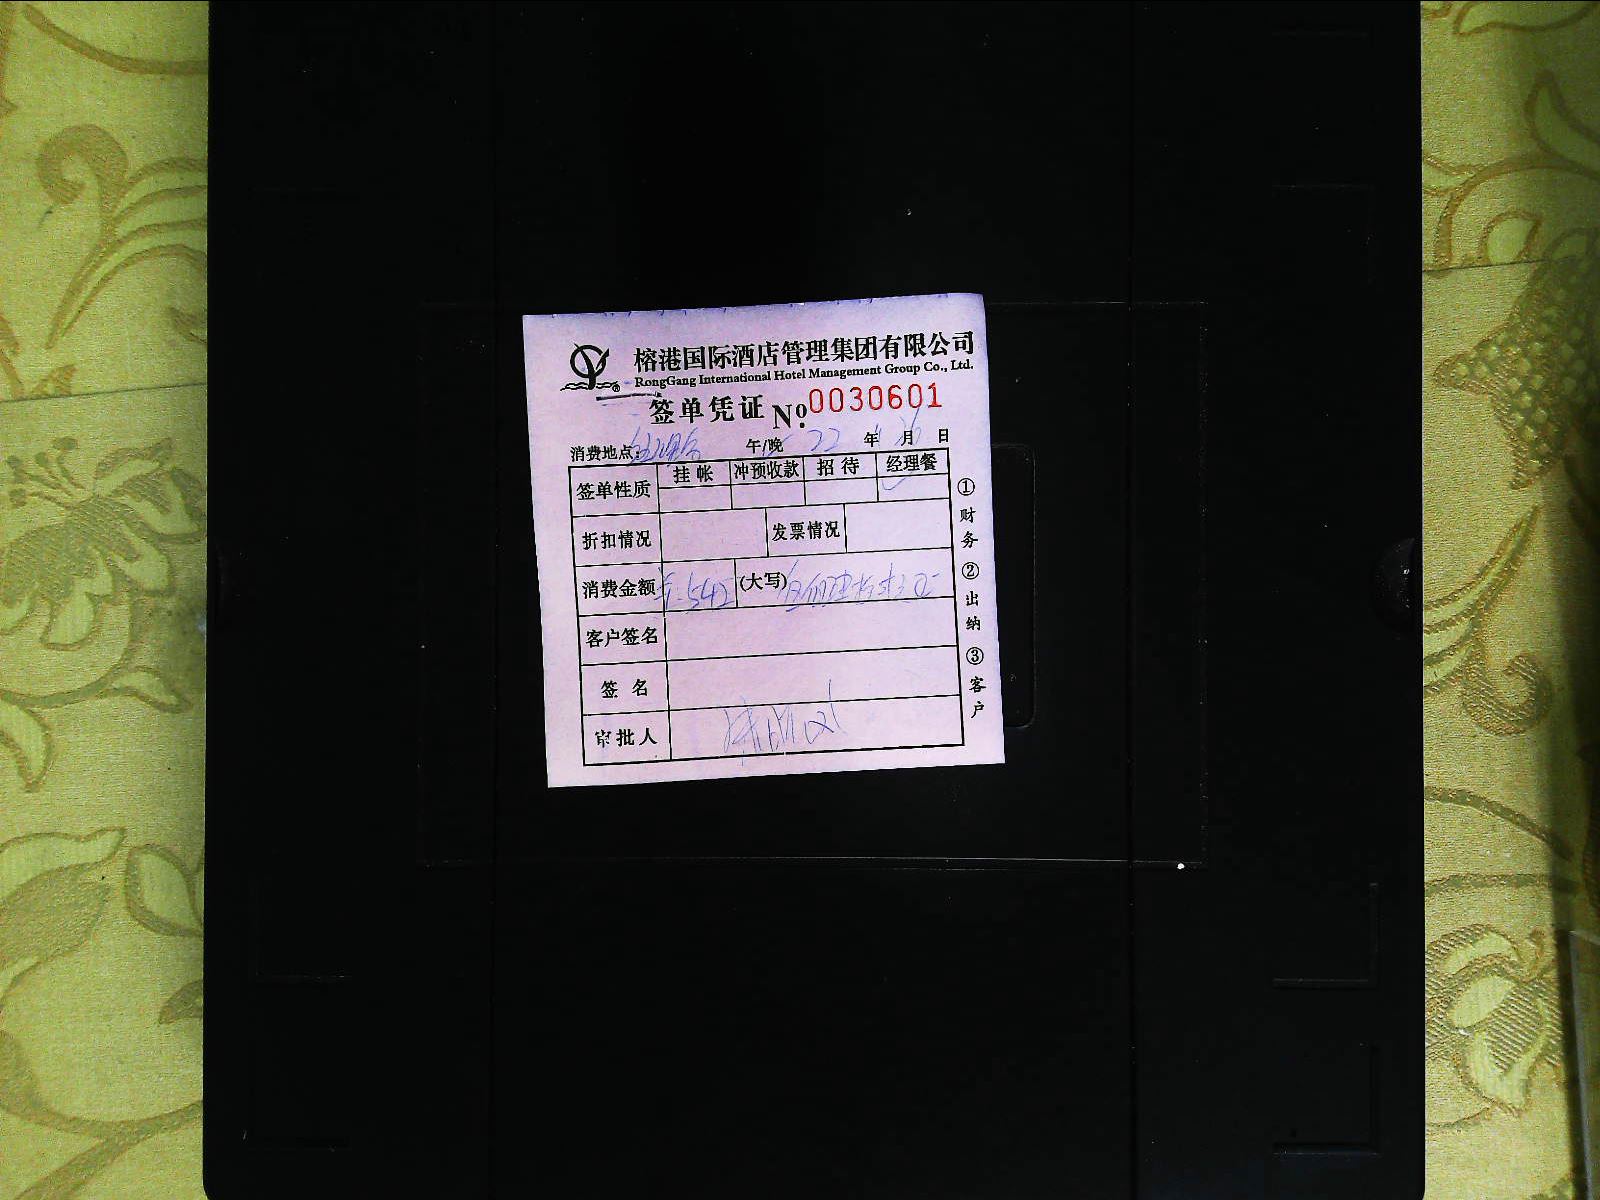 榕港国际酒店管理集团有限公司
RongGang International Hotel Management Group Co., Ltd.
签单凭证 No. 0030601
消费地点: 午/晚 22 年 月 26 日
签单性质 挂帐 冲预收款 招待 经理餐
折扣情况 发票情况
消费金额 542 (大写)
客户签名
签名
审批人
①财务 ②出纳 ③客户